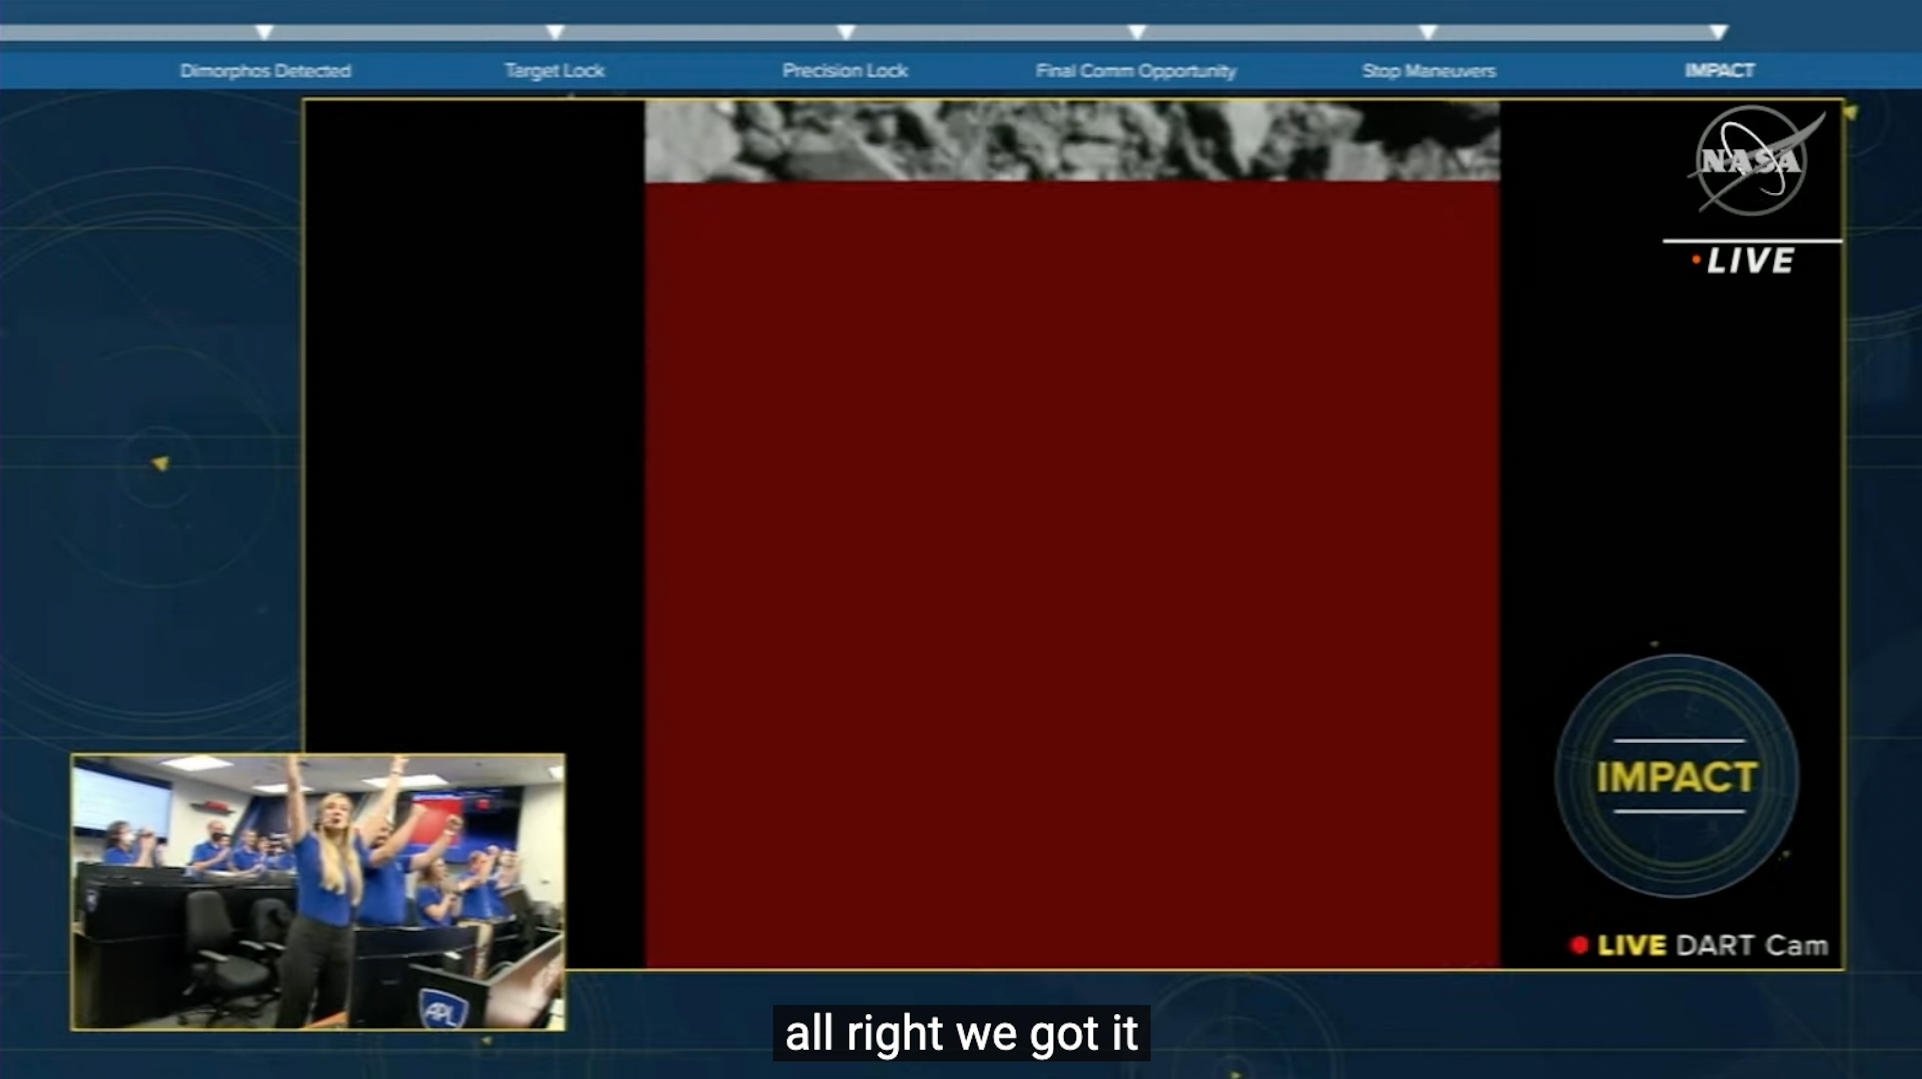 Dimorphos Detected
Target Lock
Precision Lock
Final Comm Opportunity
Stop Maneuvers
IMPACT
NASA
LIVE
IMPACT
LIVE DART Cam
APL
all right we got it